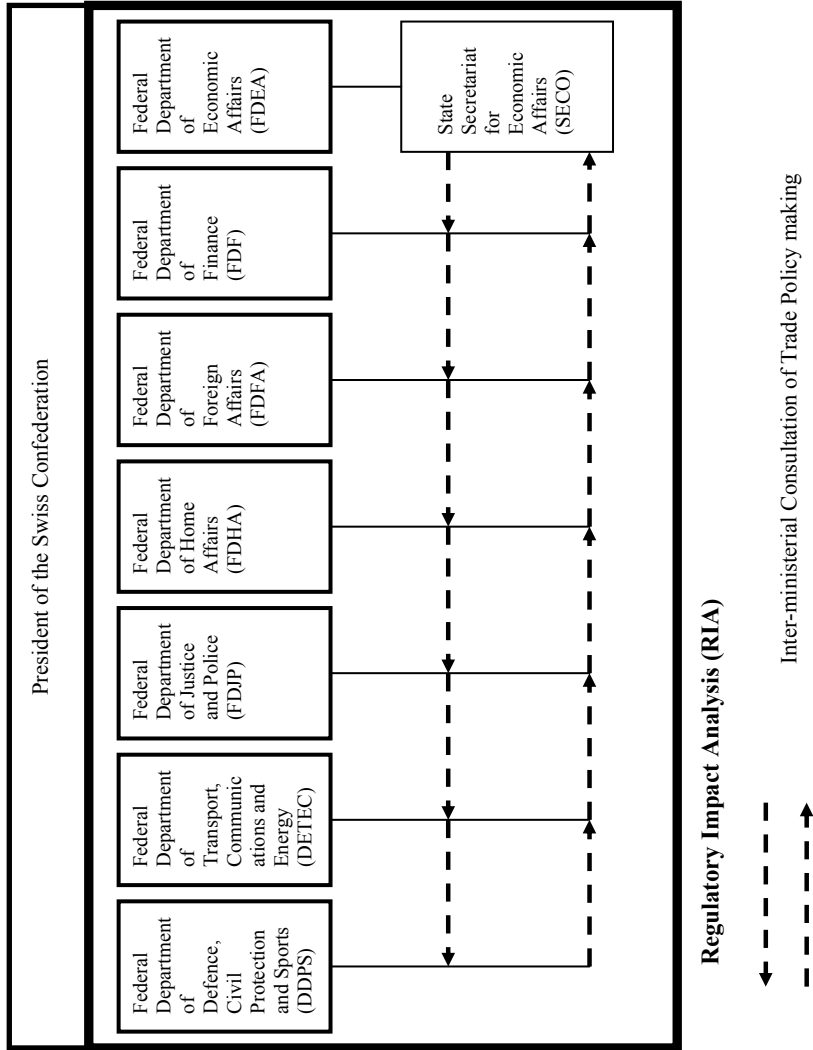 President of the Swiss Confederation
Federal
Department
of
Defence,
Civil
Protection
and Sports
(DDPS)
Federal
Department
of
Transport,
Communic
ations and
Energy
(DETEC)
Federal
Department
of Justice
and Police
(FDJP)
Federal
Department
of Home
Affairs
(FDHA)
Federal
Department
of
Foreign
Affairs
(FDFA)
Federal
Department
of
Finance
(FDF)
Federal
Department
of
Economic
Affairs
(FDEA)
State
Secretariat
for
Economic
Affairs
(SECO)
Regulatory Impact Analysis (RIA)
Inter-ministerial Consultation of Trade Policy making